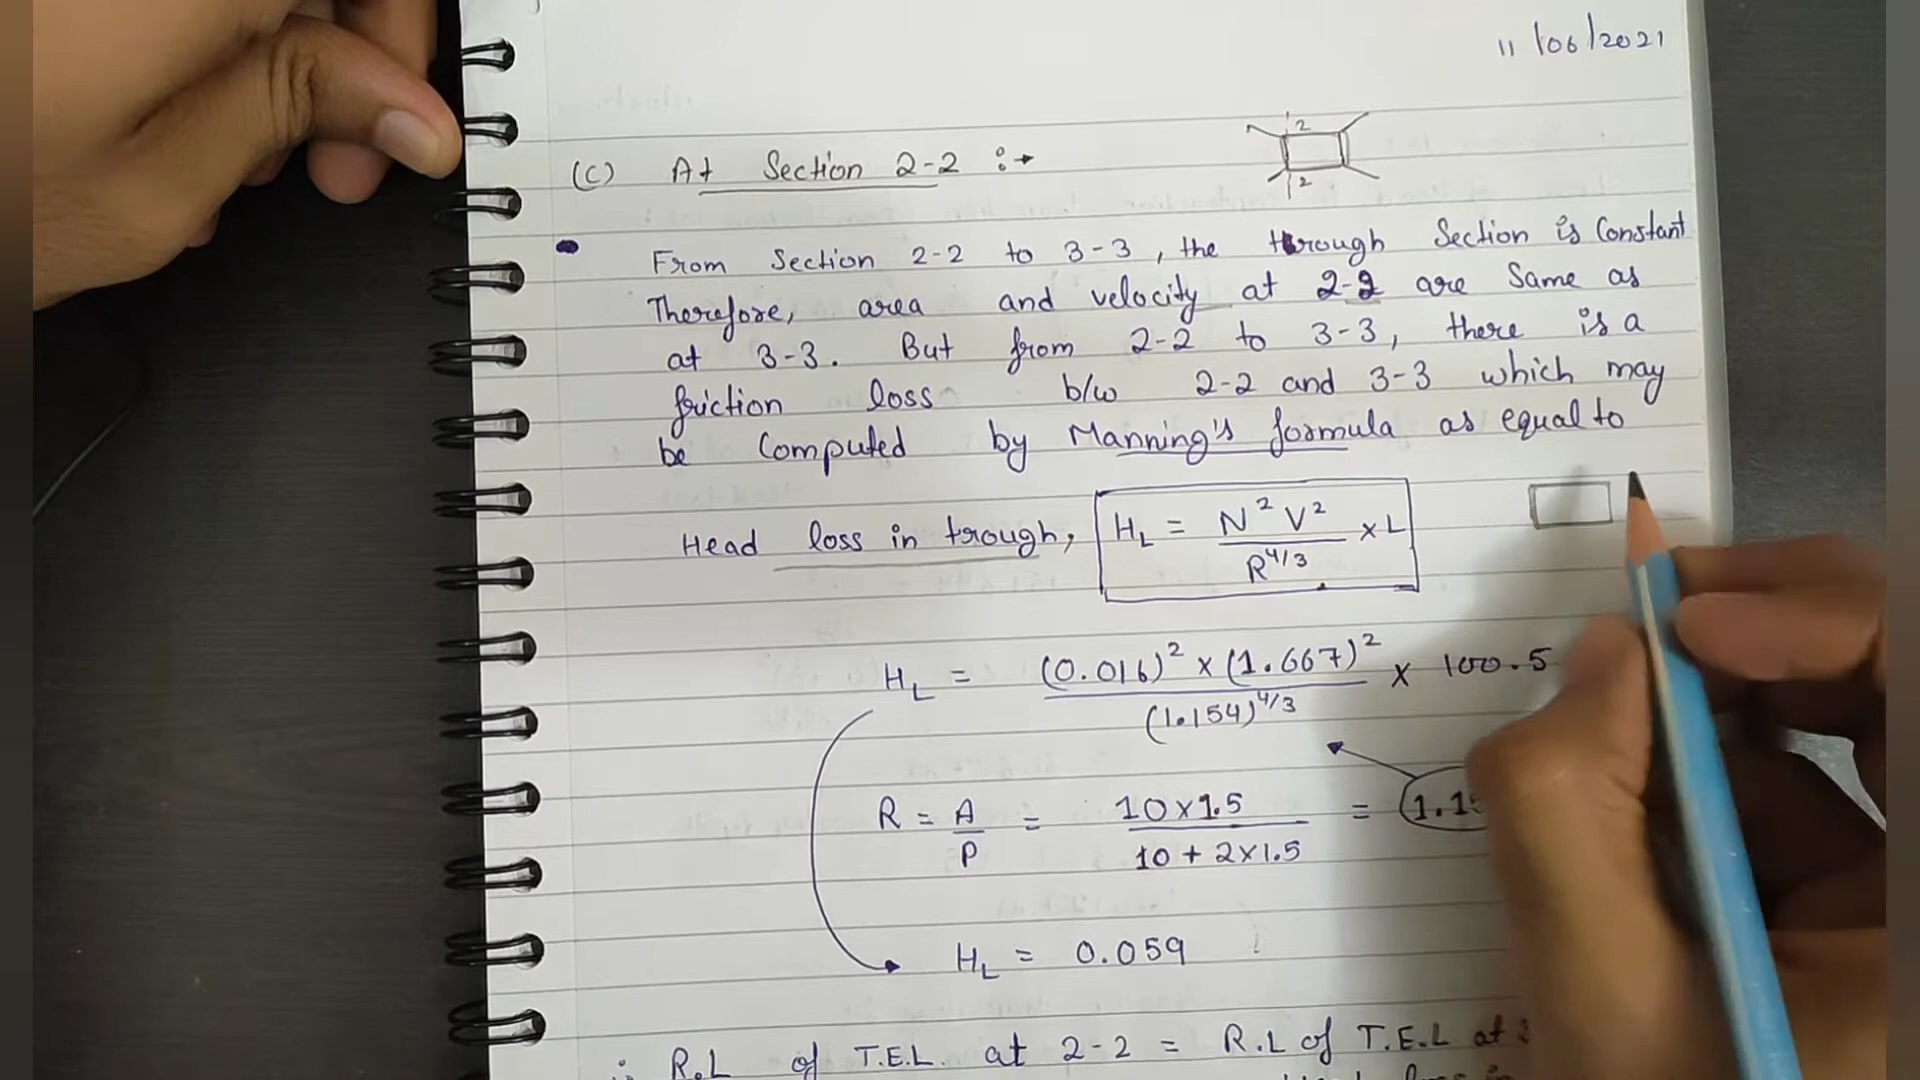 11/06/2021
2
(C) At Section 2-2 :→
2
From Section 2-2 to 3-3, the through Section is Constant
Therefore, area and velocity at 2-2 are Same as
at 3-3. But from 2-2 to 3-3, there is a
friction loss b/w 2-2 and 3-3 which may
be Computed by Manning's formula as equal to
Head loss in trough, H_L = N² V² / R^4/3 × L
H_L = (0.016)² × (1.667)² / (1.154)^4/3 × 100.5
R = A/P = 10×1.5 / 10 + 2×1.5 = 1.1
H_L = 0.059
∴ R.L of T.E.L. at 2-2 = R.L of T.E.L at